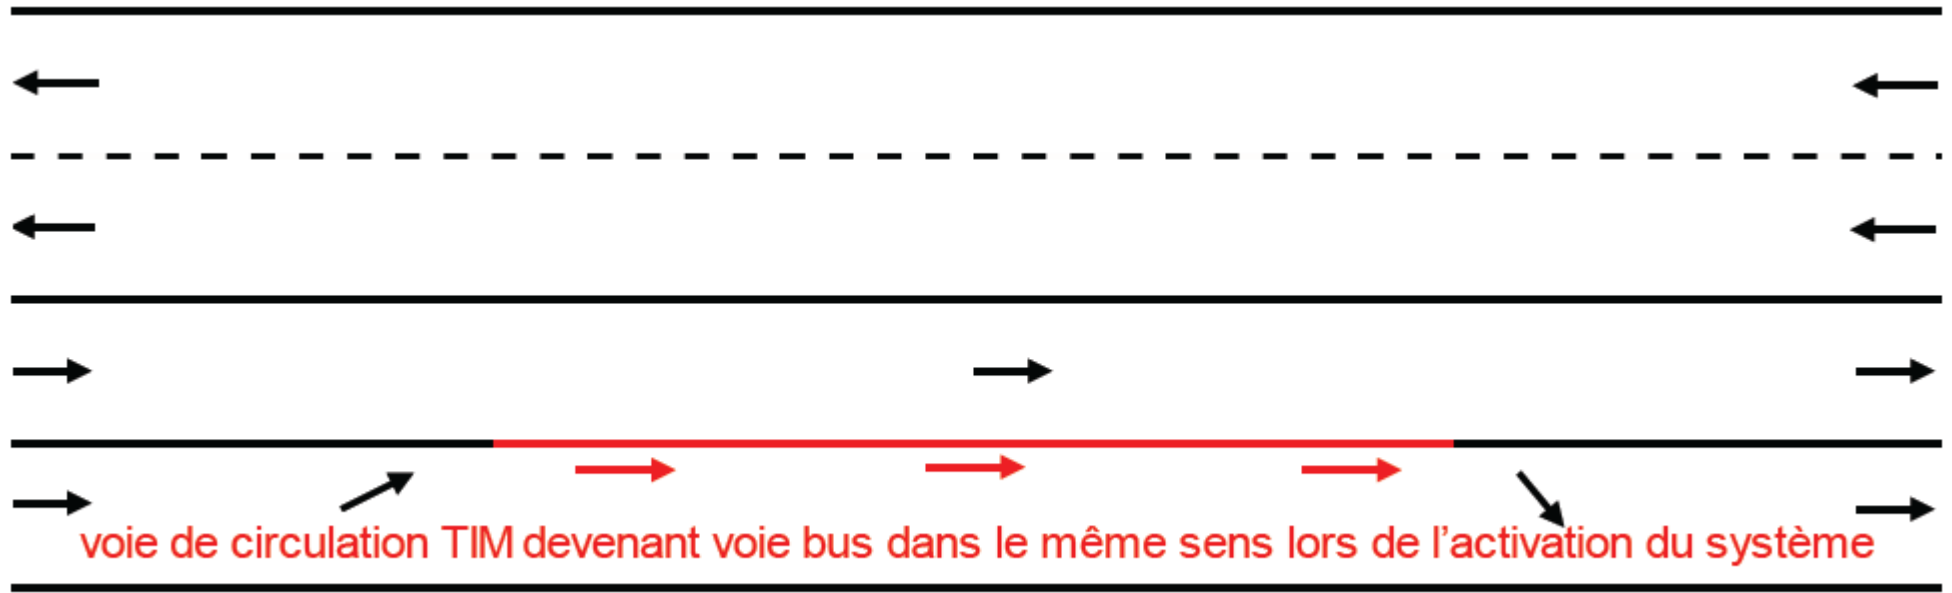 voie de circulation TIM devenant voie bus dans le même sens lors de l’activation du système